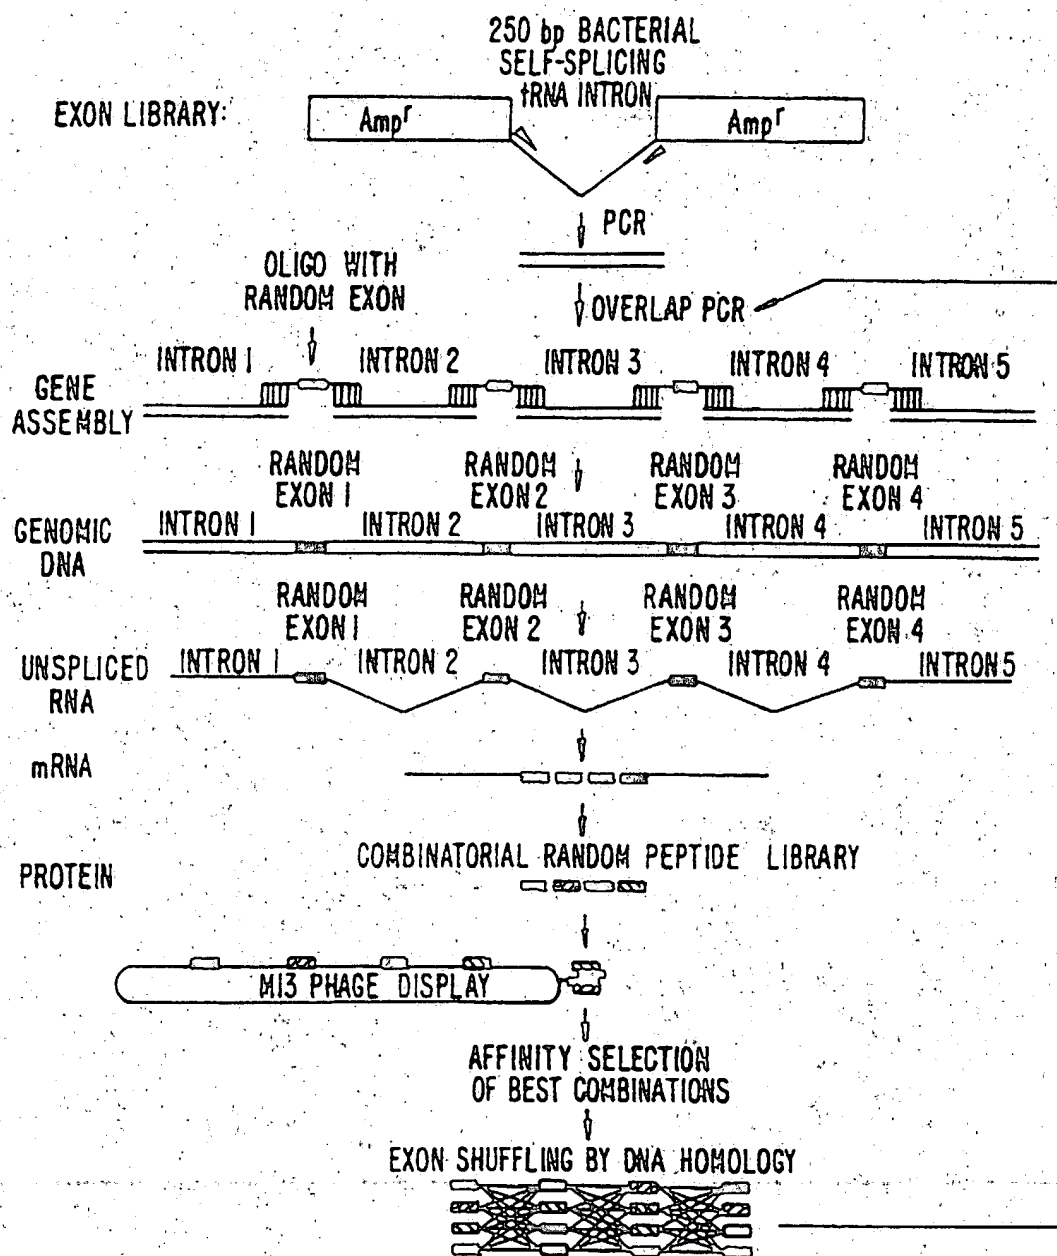 250 bp BACTERIAL
SELF-SPLICING
tRNA INTRON
EXON LIBRARY:
Ampr
Ampr
PCR
OLIGO WITH
RANDOM EXON
OVERLAP PCR
INTRON 1 INTRON 2 INTRON 3 INTRON 4 INTRON 5
GENE
ASSEMBLY
RANDOM
EXON 1
RANDOM
EXON 2
RANDOM
EXON 3
RANDOM
EXON 4
GENOMIC
DNA
INTRON 1 INTRON 2 INTRON 3 INTRON 4 INTRON 5
RANDOM
EXON 1
RANDOM
EXON 2
RANDOM
EXON 3
RANDOM
EXON 4
UNSPLICED
RNA
INTRON 1 INTRON 2 INTRON 3 INTRON 4 INTRON 5
mRNA
COMBINATORIAL RANDOM PEPTIDE LIBRARY
PROTEIN
M13 PHAGE DISPLAY
AFFINITY SELECTION
OF BEST COMBINATIONS
EXON SHUFFLING BY DNA HOMOLOGY